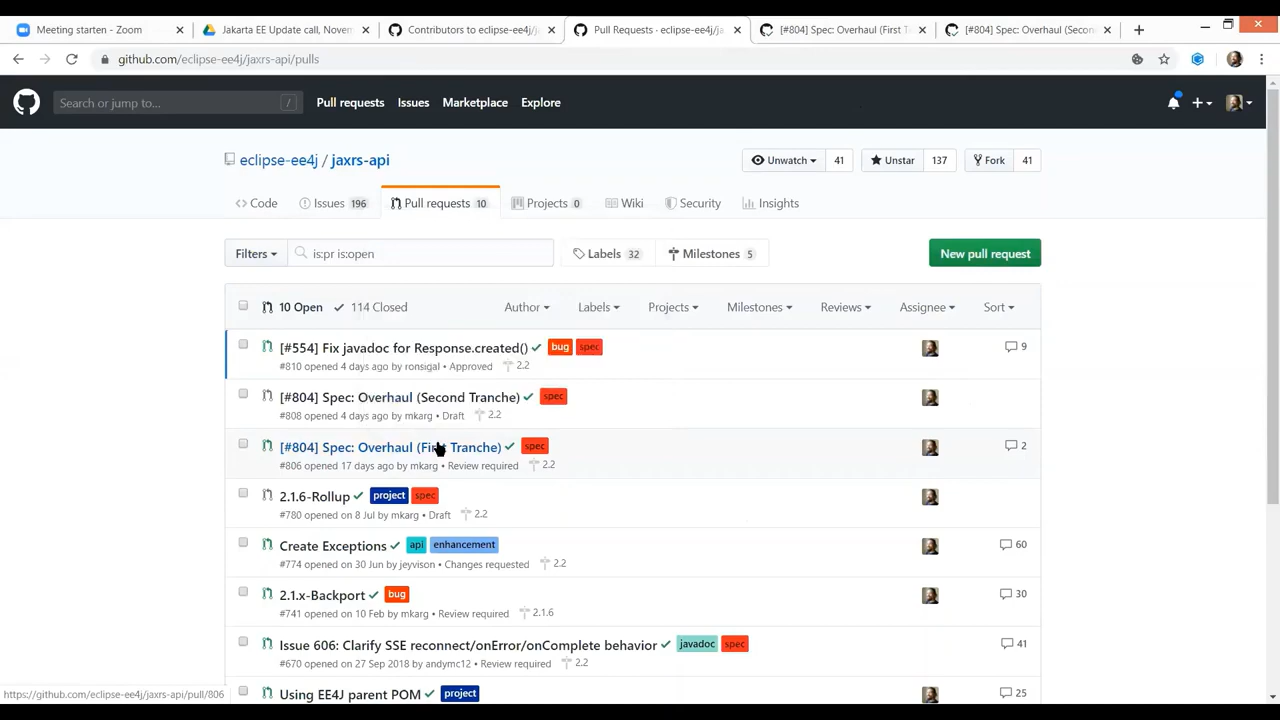 Meeting starten - Zoom
Jakarta EE Update call, Novem
Contributors to eclipse-ee4j/j
Pull Requests · eclipse-ee4j/ja
[#804] Spec: Overhaul (First T
[#804] Spec: Overhaul (Secon
github.com/eclipse-ee4j/jaxrs-api/pulls
Search or jump to... /
Pull requests Issues Marketplace Explore
eclipse-ee4j / jaxrs-api
Unwatch 41 Unstar 137 Fork 41
Code Issues 196 Pull requests 10 Projects 0 Wiki Security Insights
Filters is:pr is:open Labels 32 Milestones 5 New pull request
10 Open 114 Closed Author Labels Projects Milestones Reviews Assignee Sort
[#554] Fix javadoc for Response.created() bug spec 9
#810 opened 4 days ago by ronsigal • Approved 2.2
[#804] Spec: Overhaul (Second Tranche) spec
#808 opened 4 days ago by mkarg • Draft 2.2
[#804] Spec: Overhaul (First Tranche) spec 2
#806 opened 17 days ago by mkarg • Review required 2.2
2.1.6-Rollup project spec
#780 opened on 8 Jul by mkarg • Draft 2.2
Create Exceptions api enhancement 60
#774 opened on 30 Jun by jeyvison • Changes requested 2.2
2.1.x-Backport bug 30
#741 opened on 10 Feb by mkarg • Review required 2.1.6
Issue 606: Clarify SSE reconnect/onError/onComplete behavior javadoc spec 41
#670 opened on 27 Sep 2018 by andymc12 • Review required 2.2
Using EE4J parent POM project 25
https://github.com/eclipse-ee4j/jaxrs-api/pull/806